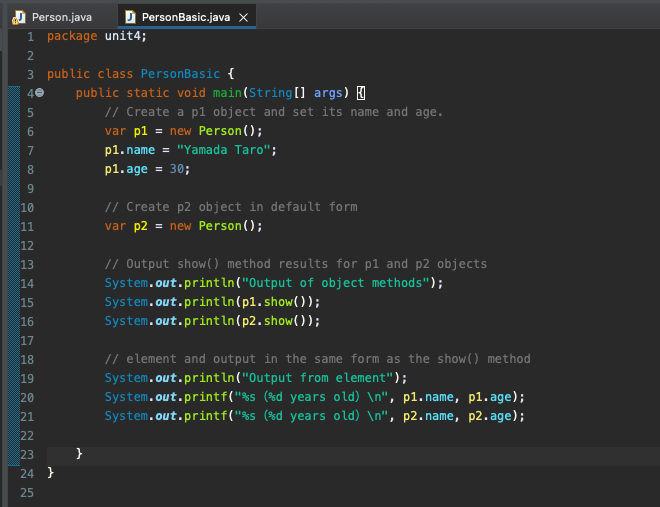 Person.java PersonBasic.java
1 package unit4;
2
3 public class PersonBasic {
4 public static void main(String[] args) {
5 // Create a p1 object and set its name and age.
6 var p1 = new Person();
7 p1.name = "Yamada Taro";
8 p1.age = 30;
9
10 // Create p2 object in default form
11 var p2 = new Person();
12
13 // Output show() method results for p1 and p2 objects
14 System.out.println("Output of object methods");
15 System.out.println(p1.show());
16 System.out.println(p2.show());
17
18 // element and output in the same form as the show() method
19 System.out.println("Output from element");
20 System.out.printf("%s（%d years old）\n", p1.name, p1.age);
21 System.out.printf("%s（%d years old）\n", p2.name, p2.age);
22
23 }
24 }
25